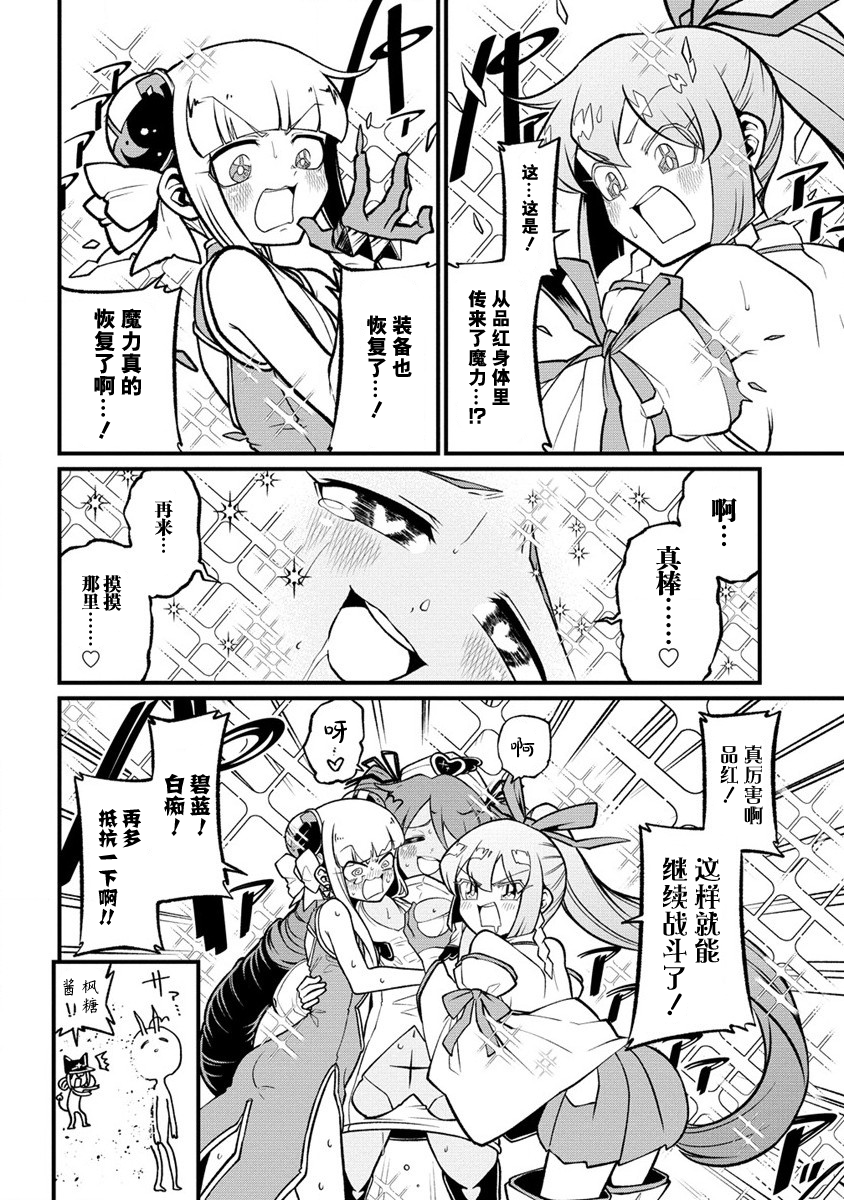 这…这是！
从品红身体里
传来了魔力…！？
装备也
恢复了…！
魔力真的
恢复了啊……！
啊…
真棒……♡
再来…
摸摸
那里……♡
真厉害啊
品红！
这样就能
继续战斗了！
啊
呀…♡
碧蓝！
白痴！
再多
抵抗一下啊！！
枫糖
酱！！
サ？